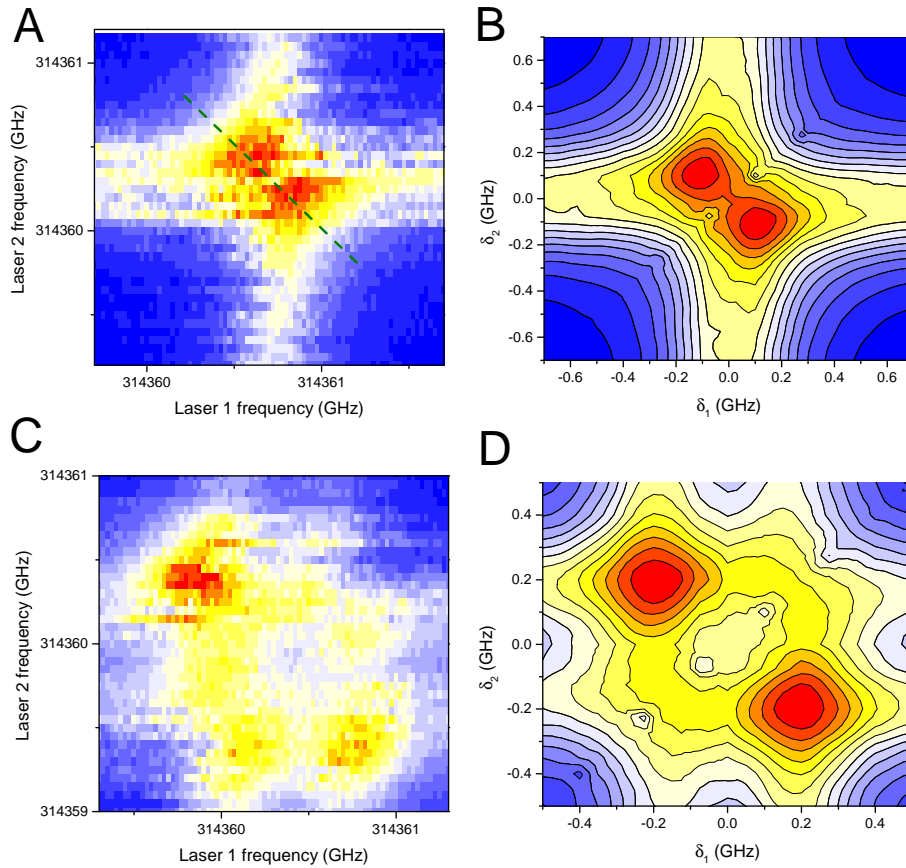 A
314361
314360
Laser 2 frequency (GHz)
314360
314361
Laser 1 frequency (GHz)
B
0.6
0.4
0.2
0.0
-0.2
-0.4
-0.6
δ₂ (GHz)
-0.6
-0.4
-0.2
0.0
0.2
0.4
0.6
δ₁ (GHz)
C
314361
314360
314359
Laser 2 frequency (GHz)
314360
314361
Laser 1 frequency (GHz)
D
0.4
0.2
0.0
-0.2
-0.4
δ₂ (GHz)
-0.4
-0.2
0.0
0.2
0.4
δ₁ (GHz)